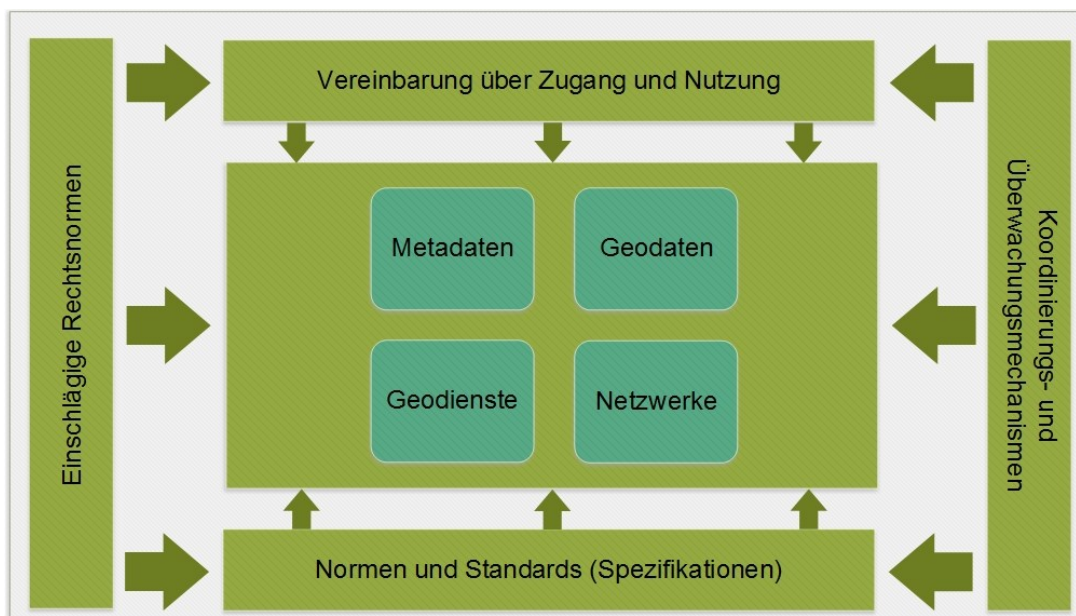 Einschlägige Rechtsnormen
Vereinbarung über Zugang und Nutzung
Metadaten
Geodaten
Geodienste
Netzwerke
Normen und Standards (Spezifikationen)
Koordinierungs- und
Überwachungsmechanismen